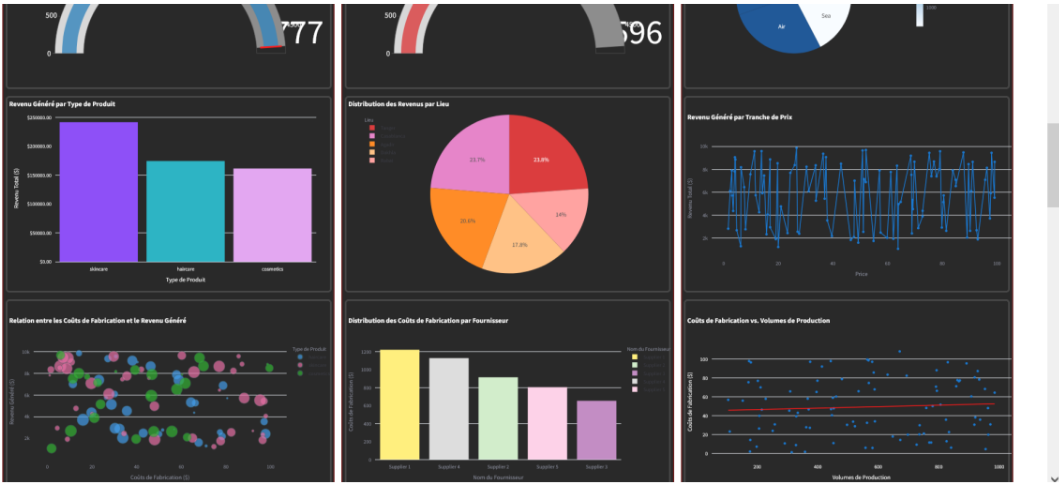 500
0
777
500
0
596
Air
Sea
Revenu Généré par Type de Produit
$250000.00
$200000.00
$150000.00
$100000.00
$50000.00
$0.00
Revenu Total ($)
skincare
haircare
cosmetics
Type de Produit
Distribution des Revenus par Lieu
Lieu
23.7%
23.8%
20.6%
14%
17.8%
Revenu Généré par Tranche de Prix
10k
8k
6k
4k
2k
Revenu Total ($)
0
20
40
60
80
100
Price
Relation entre les Coûts de Fabrication et le Revenu Généré
Type de Produit
10k
8k
6k
4k
2k
Revenu Généré ($)
0
20
40
60
80
100
Coûts de Fabrication ($)
Distribution des Coûts de Fabrication par Fournisseur
Nom du Fournisseur
1200
1000
800
600
400
200
0
Coûts de Fabrication ($)
Supplier 1
Supplier 4
Supplier 2
Supplier 5
Supplier 3
Nom du Fournisseur
Coûts de Fabrication vs. Volumes de Production
100
80
60
40
20
0
Coûts de Fabrication ($)
200
400
600
800
1000
Volumes de Production